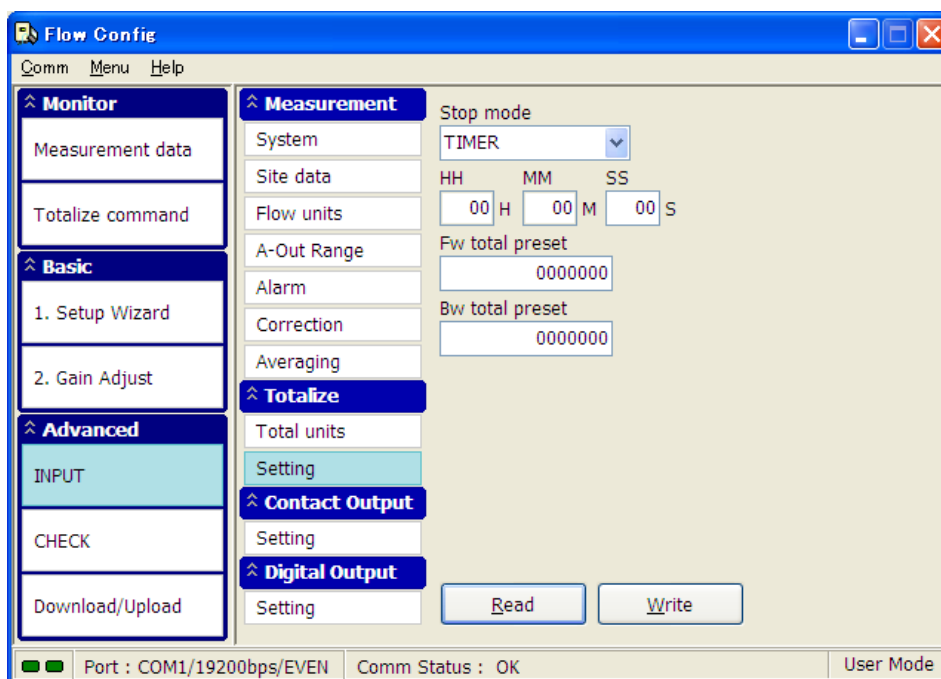 Flow Config
Comm Menu Help
Monitor
Measurement data
Totalize command
Basic
1. Setup Wizard
2. Gain Adjust
Advanced
INPUT
CHECK
Download/Upload
Measurement
System
Site data
Flow units
A-Out Range
Alarm
Correction
Averaging
Totalize
Total units
Setting
Contact Output
Setting
Digital Output
Setting
Stop mode
TIMER
HH MM SS
00 H 00 M 00 S
Fw total preset
0000000
Bw total preset
0000000
Read Write
Port : COM1/19200bps/EVEN Comm Status : OK User Mode